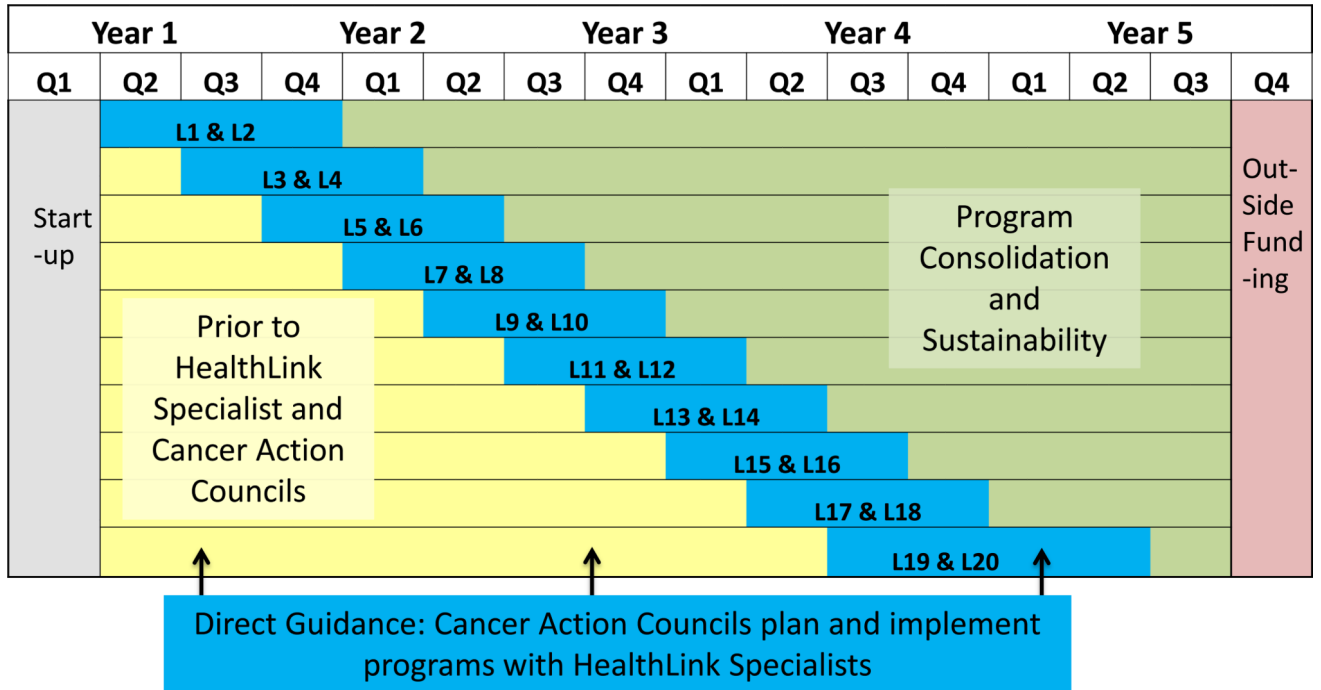 Year 1 Year 2 Year 3 Year 4 Year 5
Q1 Q2 Q3 Q4 Q1 Q2 Q3 Q4 Q1 Q2 Q3 Q4 Q1 Q2 Q3 Q4
L1 & L2
L3 & L4
L5 & L6
L7 & L8
L9 & L10
L11 & L12
L13 & L14
L15 & L16
L17 & L18
L19 & L20
Start
-up
Prior to
HealthLink
Specialist and
Cancer Action
Councils
Program
Consolidation
and
Sustainability
Out-
Side
Fund
-ing
Direct Guidance: Cancer Action Councils plan and implement
programs with HealthLink Specialists